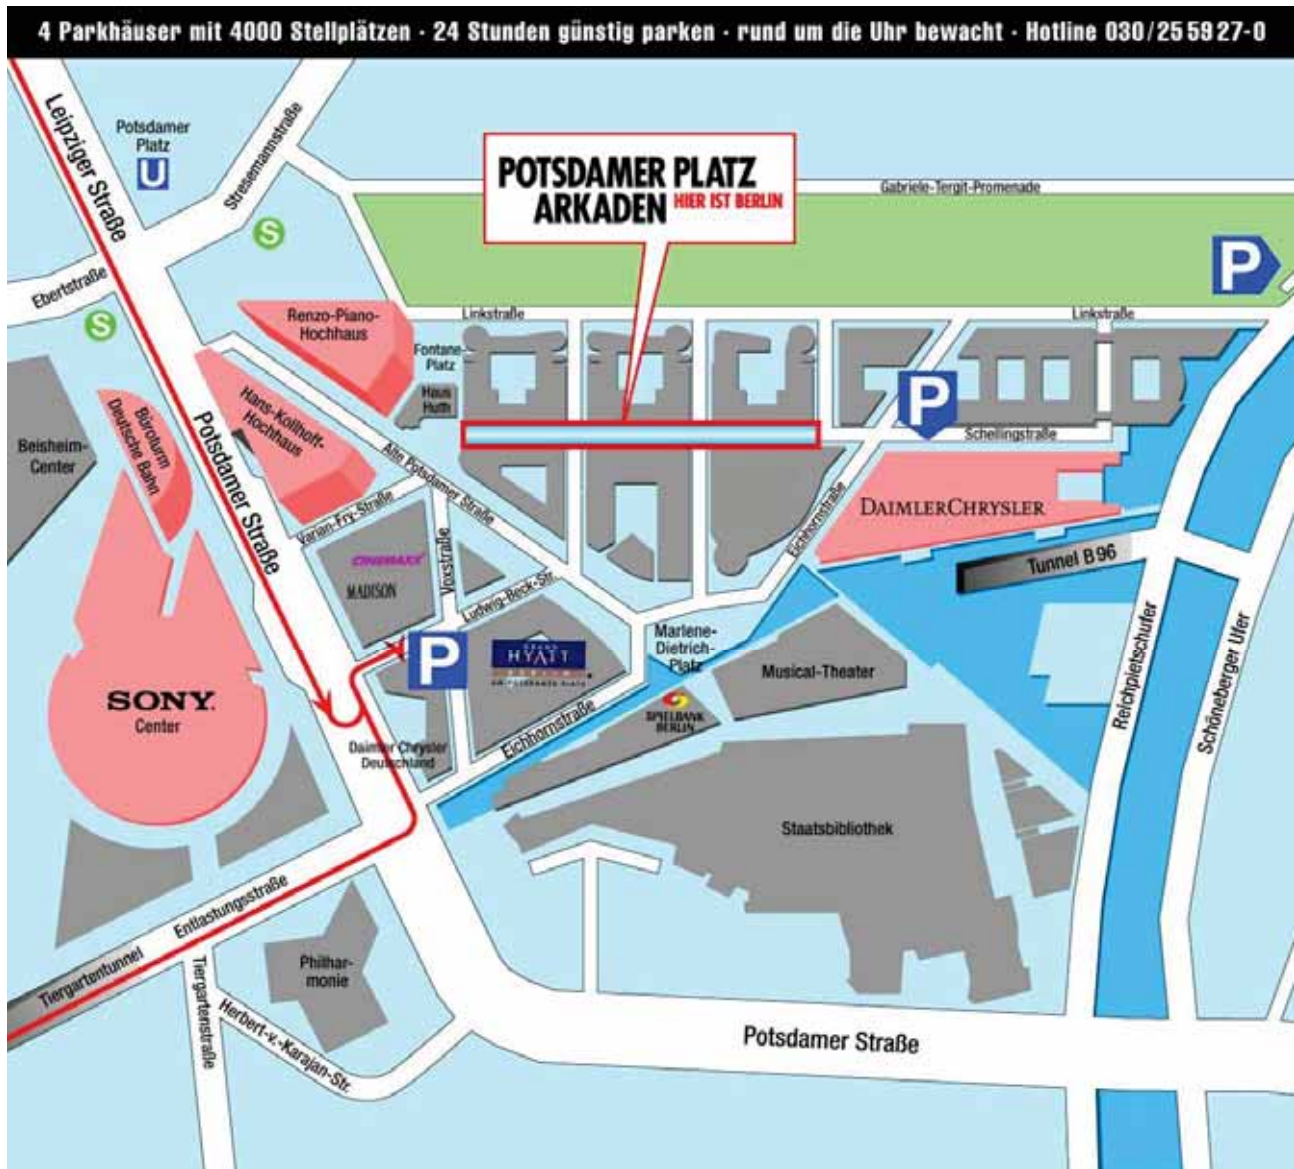 4 Parkhäuser mit 4000 Stellplätzen · 24 Stunden günstig parken · rund um die Uhr bewacht · Hotline 030/25 59 27-0
Leipziger Straße
Potsdamer
Platz
U
Stresemannstraße
S
POTSDAMER PLATZ
ARKADEN HIER IST BERLIN
Gabriele-Tergit-Promenade
P
Ebertstraße
S
Renzo-Piano-
Hochhaus
Linkstraße
Linkstraße
Fontane-
Platz
Haus
Huth
P
Schellingstraße
Hans-Kollhoff-
Hochhaus
Büroturm
Deutsche Bahn
Beisheim-
Center
Potsdamer Straße
Alte Potsdamer Straße
Varian-Fry-Straße
Voxstraße
Eichhornstraße
DAIMLERCHRYSLER
Tunnel B 96
CINEMAXX
MADISON
Ludwig-Beck-Str.
P
GRAND
HYATT
BERLIN
Marlene-
Dietrich-
Platz
Musical-Theater
SPIELBANK
BERLIN
Eichhornstraße
Reichpietschufer
Schöneberger Ufer
SONY
Center
Daimler Chrysler
Deutschland
Staatsbibliothek
Entlastungsstraße
Tiergartentunnel
Tiergartenstraße
Philhar-
monie
Herbert-v.-Karajan-Str.
Potsdamer Straße